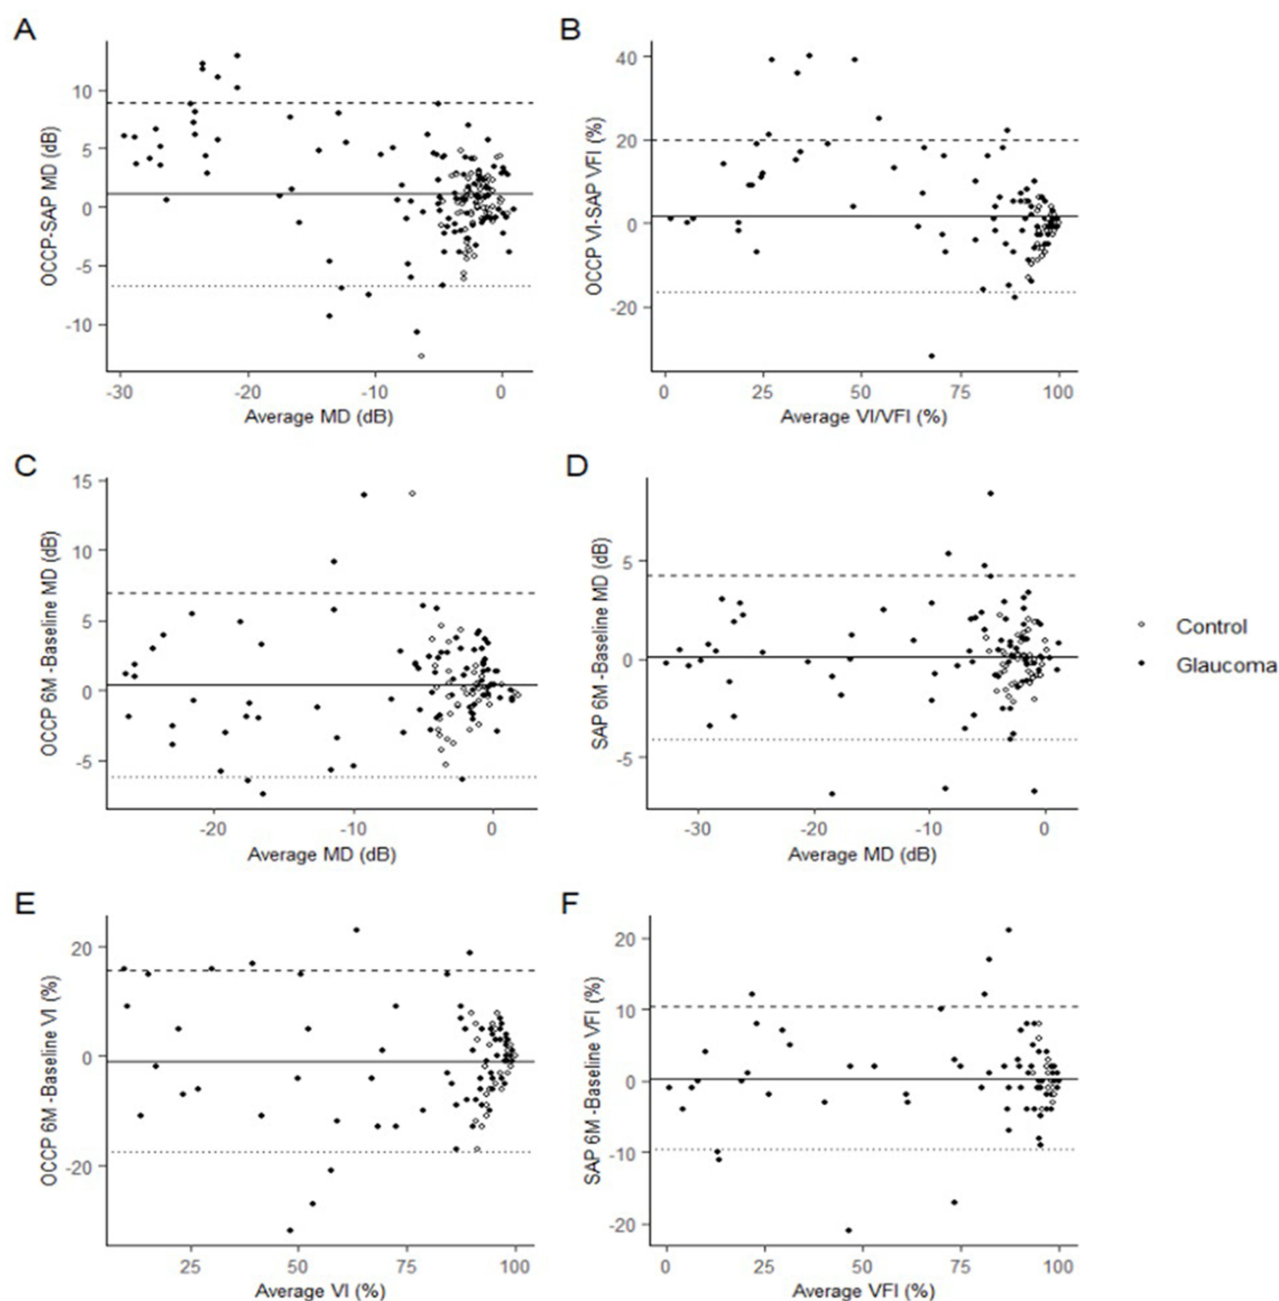 A
OCCP-SAP MD (dB)
10
5
0
-5
-10
-30 -20 -10 0
Average MD (dB)
B
OCCP VI-SAP VFI (%)
40
20
0
-20
0 25 50 75 100
Average VI/VFI (%)
C
OCCP 6M -Baseline MD (dB)
15
10
5
0
-5
-20 -10 0
Average MD (dB)
D
SAP 6M -Baseline MD (dB)
5
0
-5
-30 -20 -10 0
Average MD (dB)
Control
Glaucoma
E
OCCP 6M -Baseline VI (%)
20
0
-20
25 50 75 100
Average VI (%)
F
SAP 6M -Baseline VFI (%)
20
10
0
-10
-20
0 25 50 75 100
Average VFI (%)